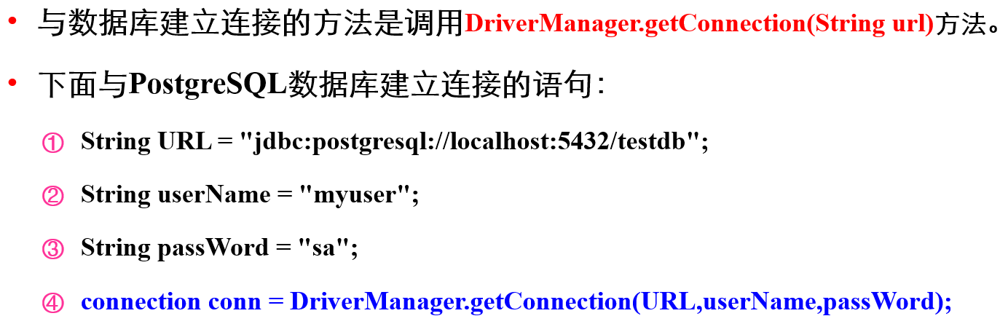 • 与数据库建立连接的方法是调用DriverManager.getConnection(String url)方法。
• 下面与PostgreSQL数据库建立连接的语句：
① String URL = "jdbc:postgresql://localhost:5432/testdb";
② String userName = "myuser";
③ String passWord = "sa";
④ connection conn = DriverManager.getConnection(URL,userName,passWord);